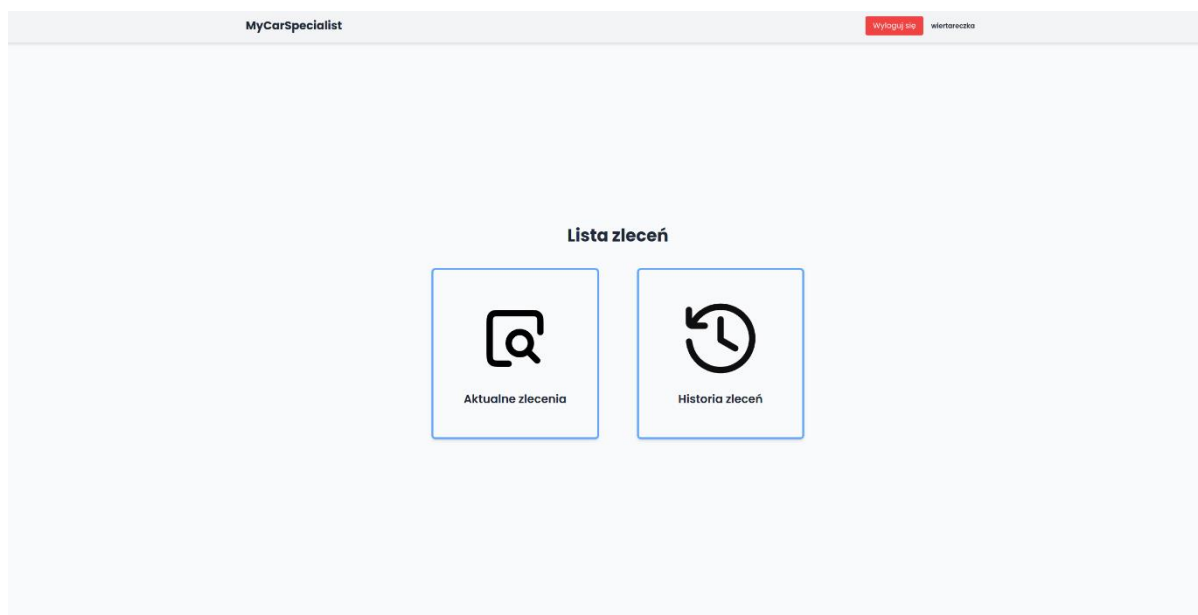 MyCarSpecialist
Wyloguj się wiertareczka
Lista zleceń
Aktualne zlecenia
Historia zleceń